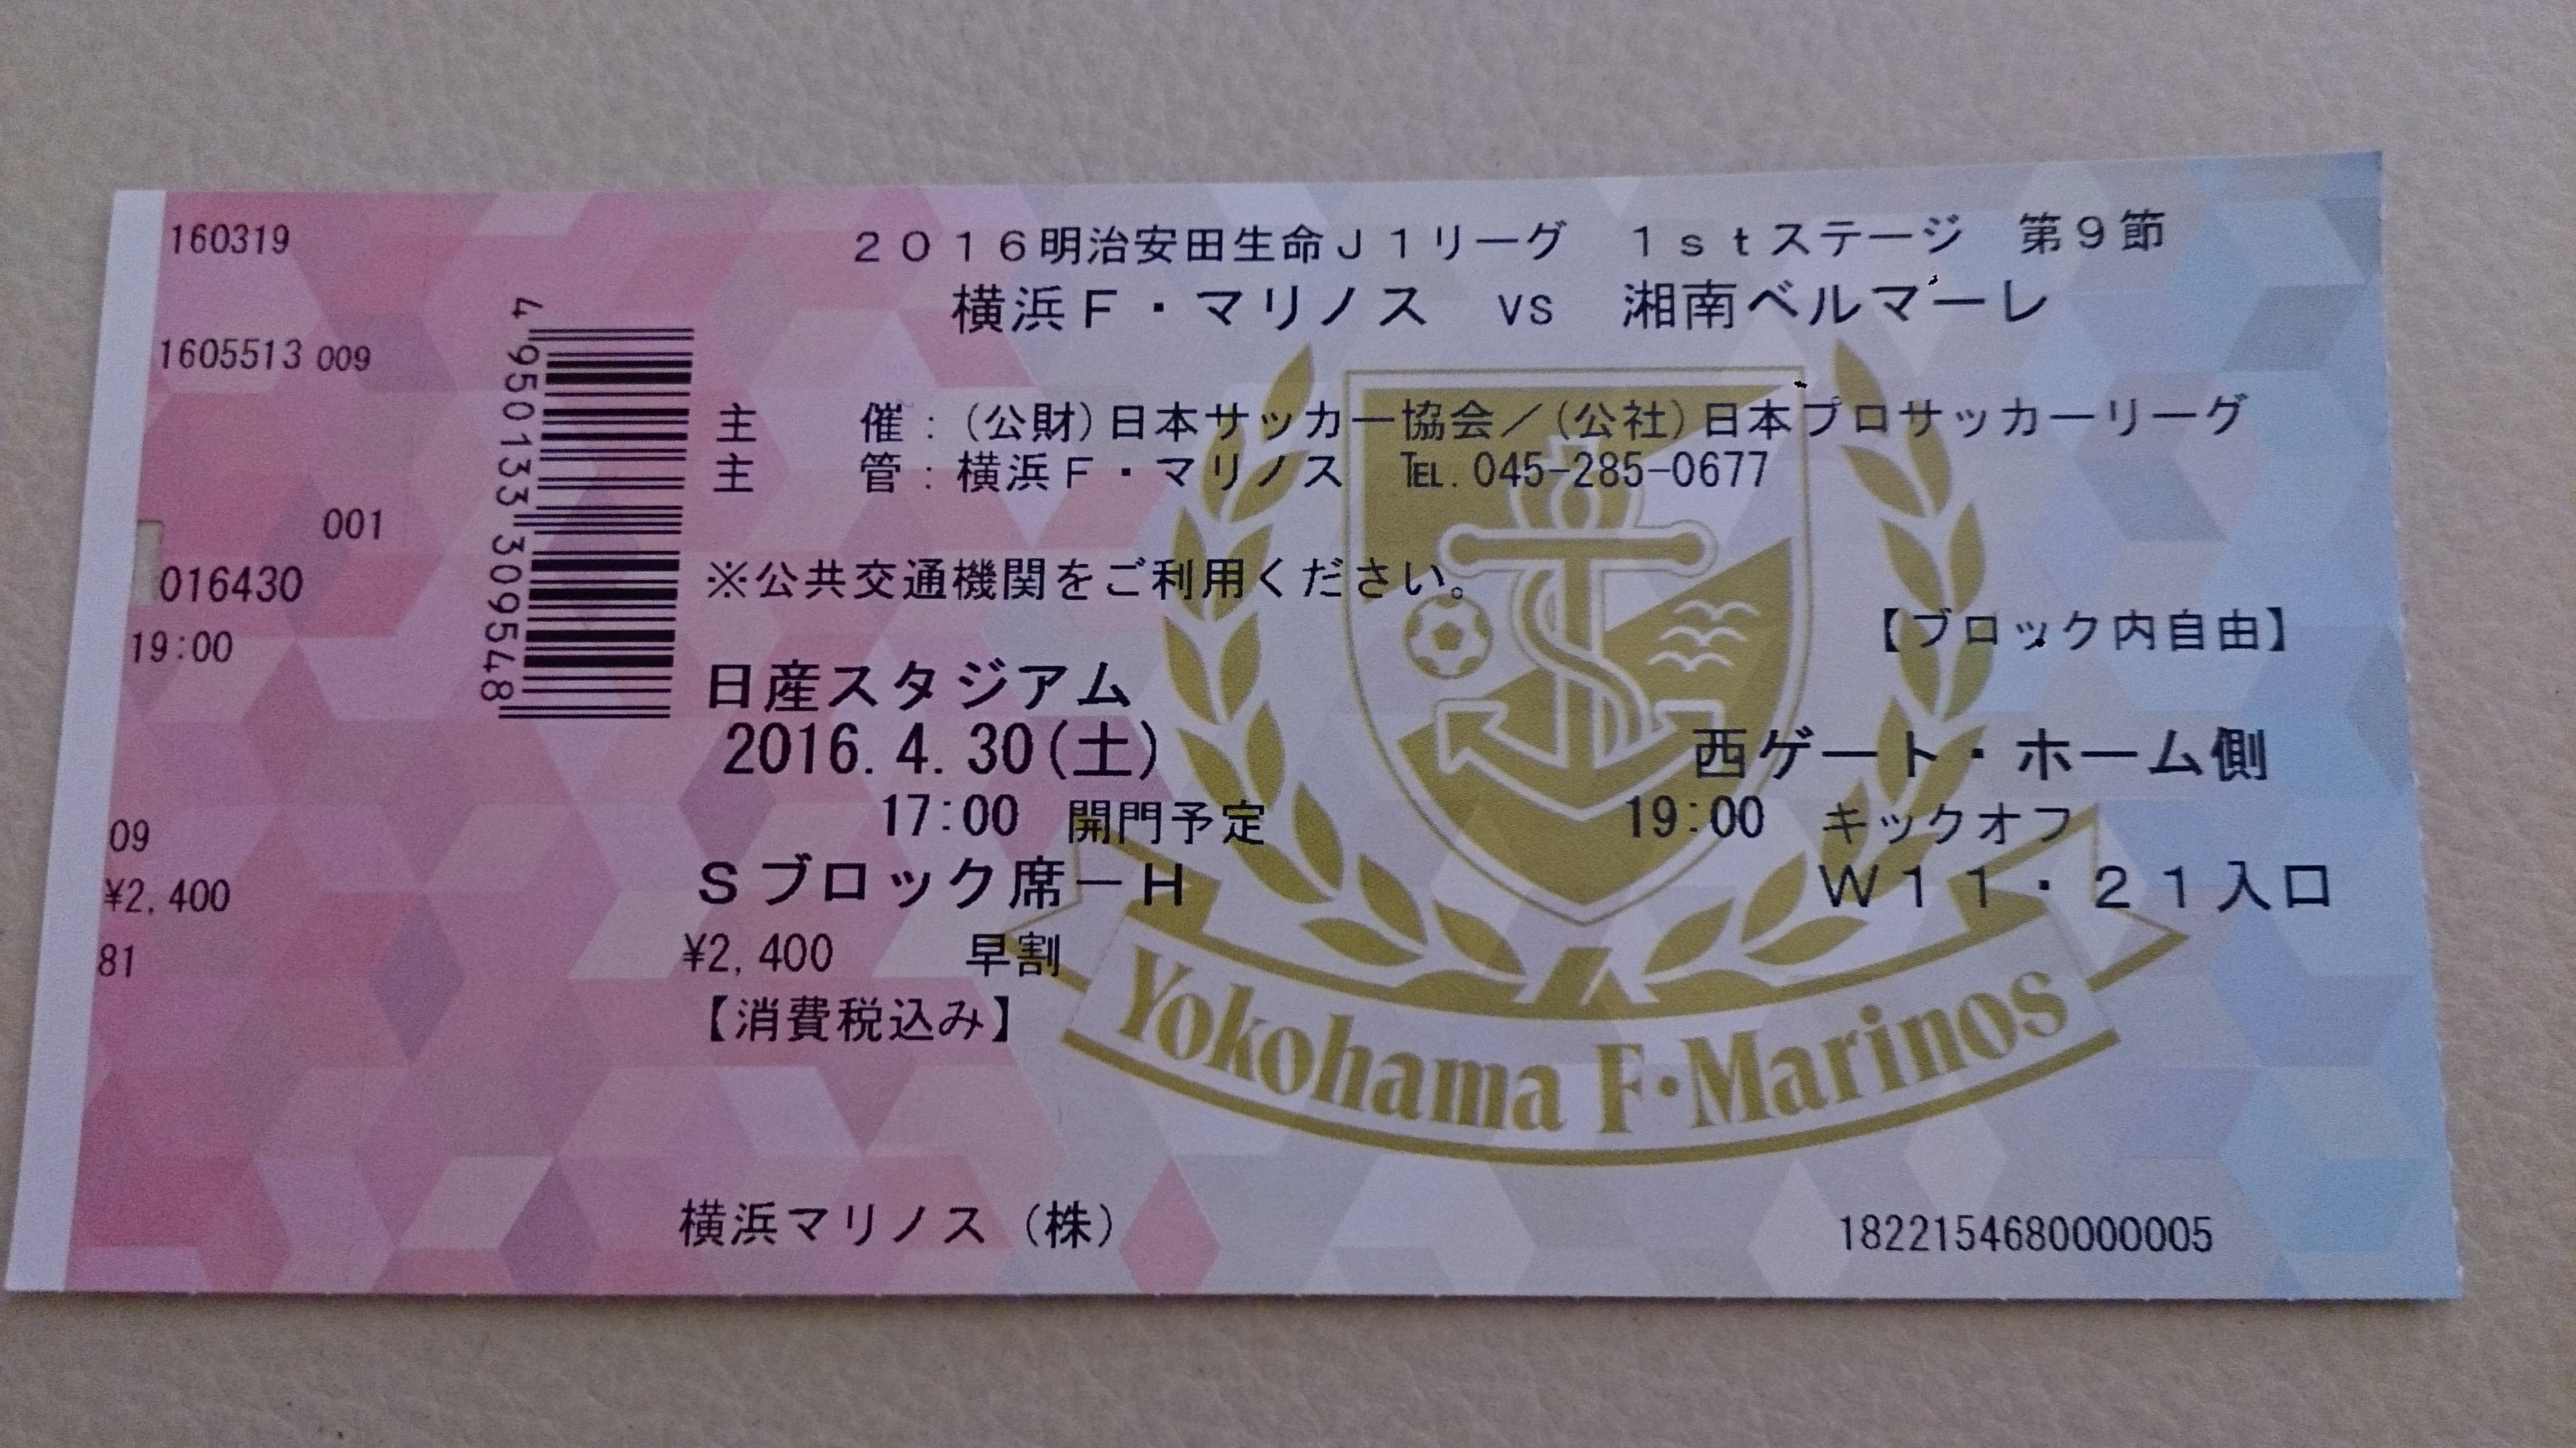 160319
1605513 009
001
016430
19:00
09
¥2,400
81
4 950133 309548
2016明治安田生命J1リーグ 1stステージ 第9節
横浜F・マリノス VS 湘南ベルマーレ
主 催:(公財)日本サッカー協会/(公社)日本プロサッカーリーグ
主 管:横浜F・マリノス ℡.045-285-0677
※公共交通機関をご利用ください。
【ブロック内自由】
日産スタジアム
2016.4.30(土) 西ゲート・ホーム側
17:00 開門予定 19:00 キックオフ
Sブロック席-H W11・21入口
¥2,400 早割
【消費税込み】
Yokohama F・Marinos
横浜マリノス(株) 1822154680000005